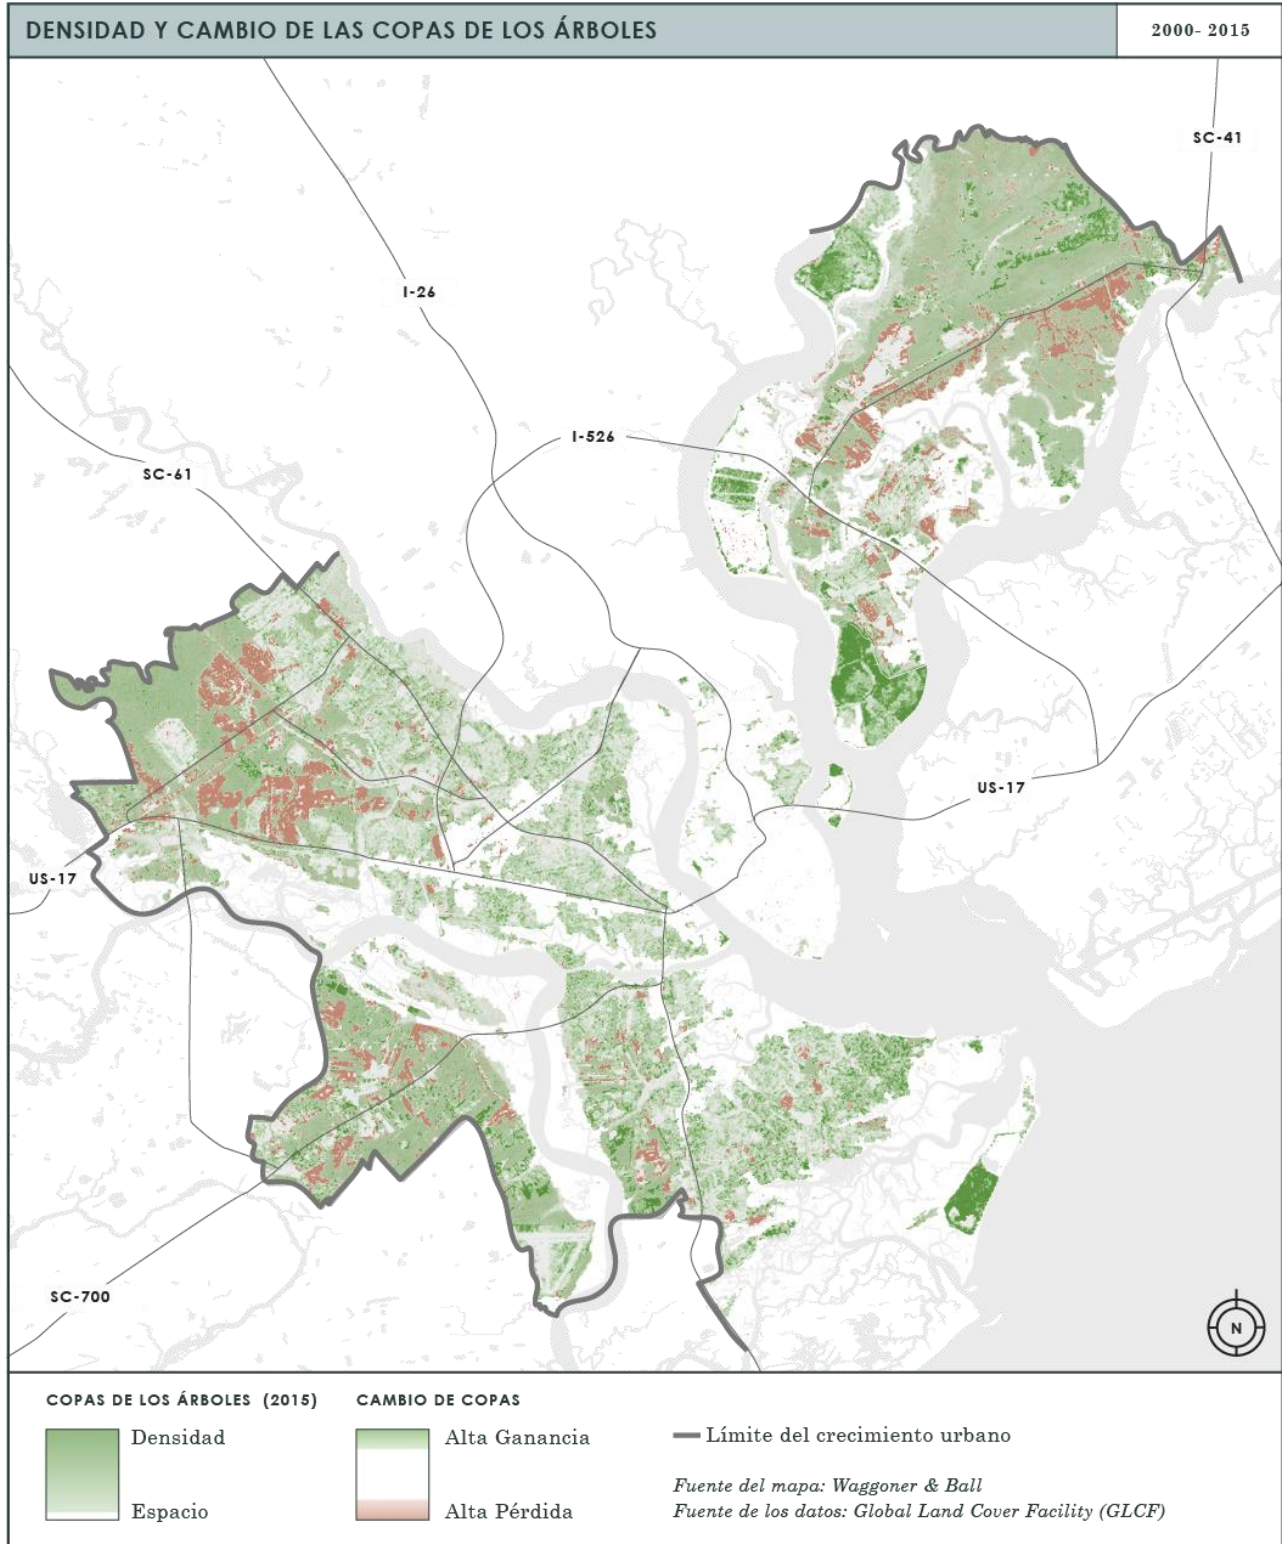 DENSIDAD Y CAMBIO DE LAS COPAS DE LOS ÁRBOLES
2000- 2015
SC-41
I-26
I-526
SC-61
US-17
US-17
SC-700
N
COPAS DE LOS ÁRBOLES (2015)
Densidad
Espacio
CAMBIO DE COPAS
Alta Ganancia
Alta Pérdida
Límite del crecimiento urbano
Fuente del mapa: Waggoner & Ball
Fuente de los datos: Global Land Cover Facility (GLCF)